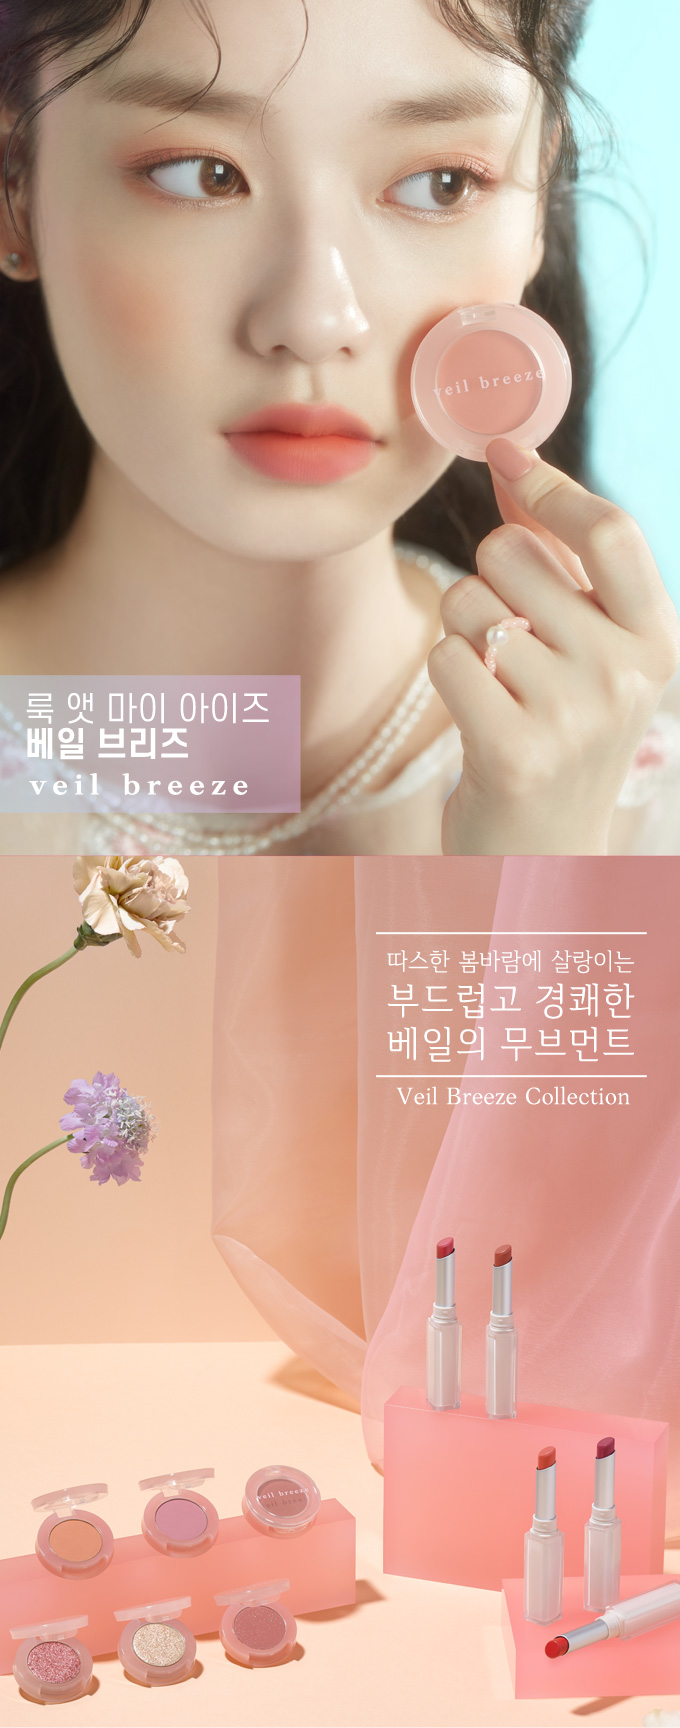 veil breeze
룩 앳 마이 아이즈
베일 브리즈
veil breeze
따스한 봄바람에 살랑이는
부드럽고 경쾌한
베일의 무브먼트
Veil Breeze Collection
veil breeze